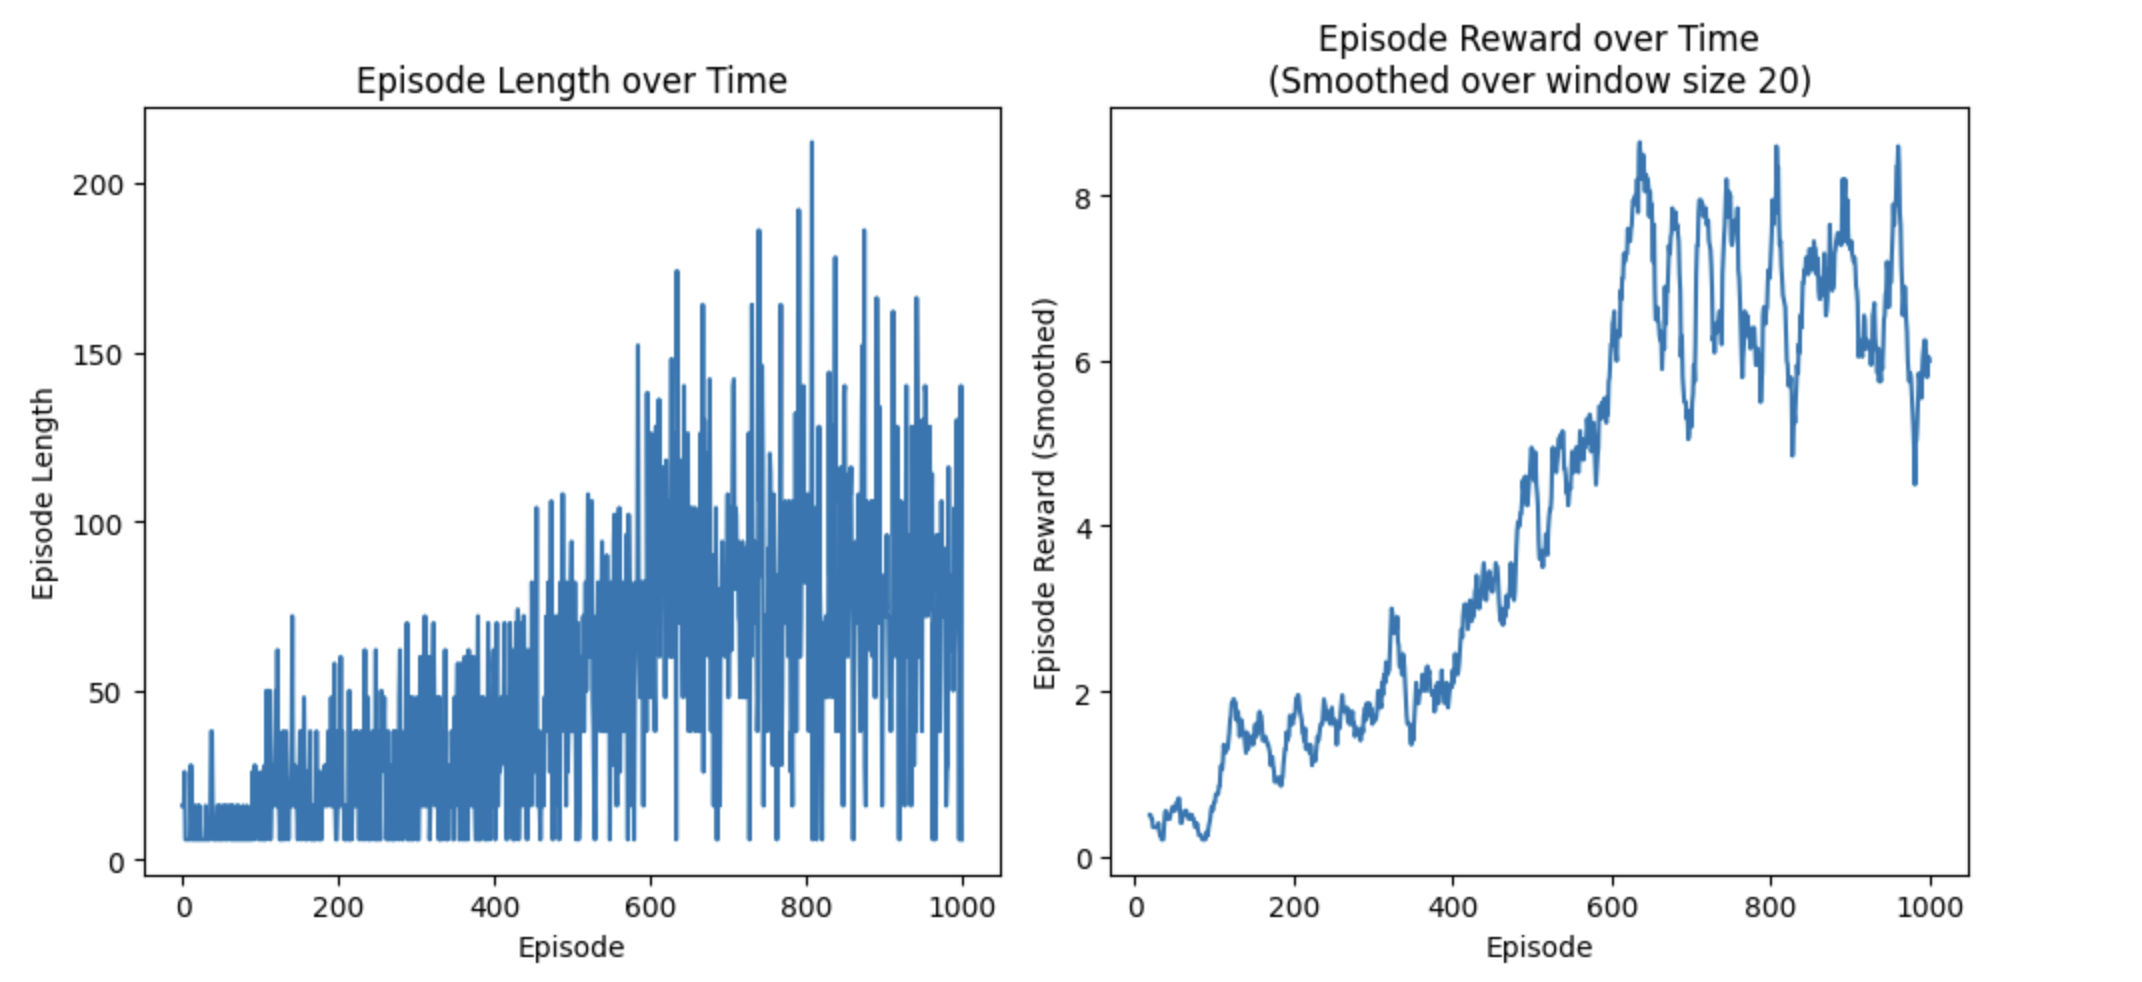 Episode Length over Time
Episode Length
200
150
100
50
0
0 200 400 600 800 1000
Episode
Episode Reward over Time
(Smoothed over window size 20)
Episode Reward (Smoothed)
8
6
4
2
0
0 200 400 600 800 1000
Episode